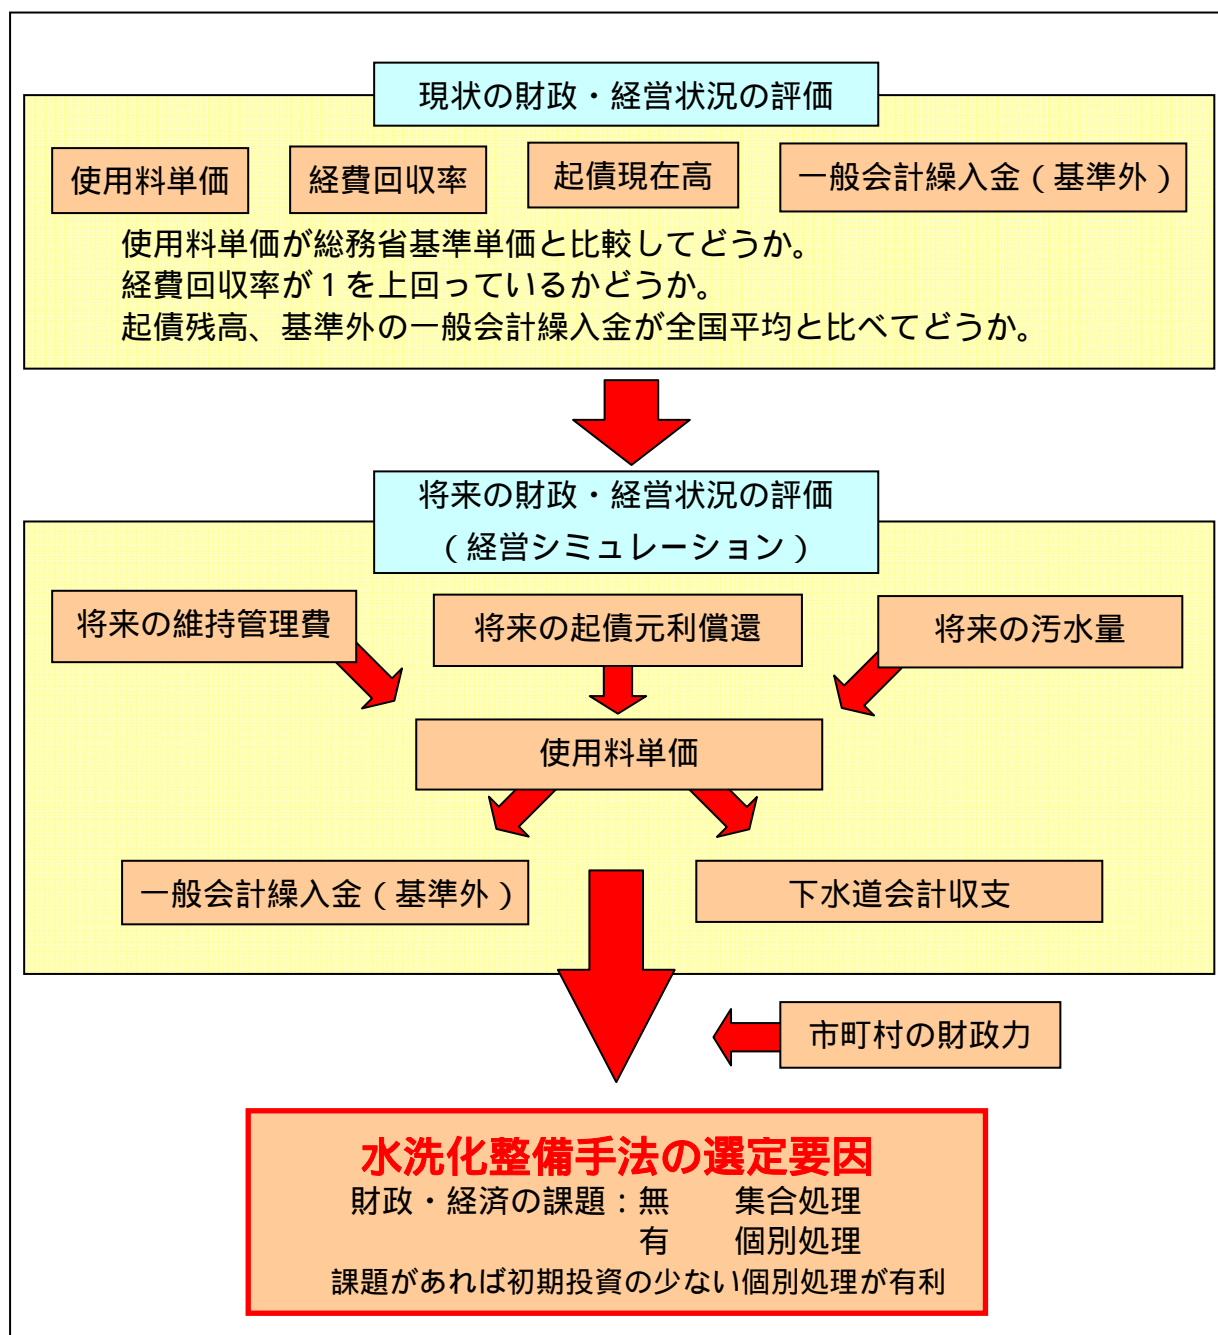 現状の財政・経営状況の評価
使用料単価
経費回収率
起債現在高
一般会計繰入金（基準外）
使用料単価が総務省基準単価と比較してどうか。
経費回収率が１を上回っているかどうか。
起債残高、基準外の一般会計繰入金が全国平均と比べてどうか。
将来の財政・経営状況の評価
（経営シミュレーション）
将来の維持管理費
将来の起債元利償還
将来の汚水量
使用料単価
一般会計繰入金（基準外）
下水道会計収支
市町村の財政力
水洗化整備手法の選定要因
財政・経済の課題：無　　集合処理
有　　個別処理
課題があれば初期投資の少ない個別処理が有利